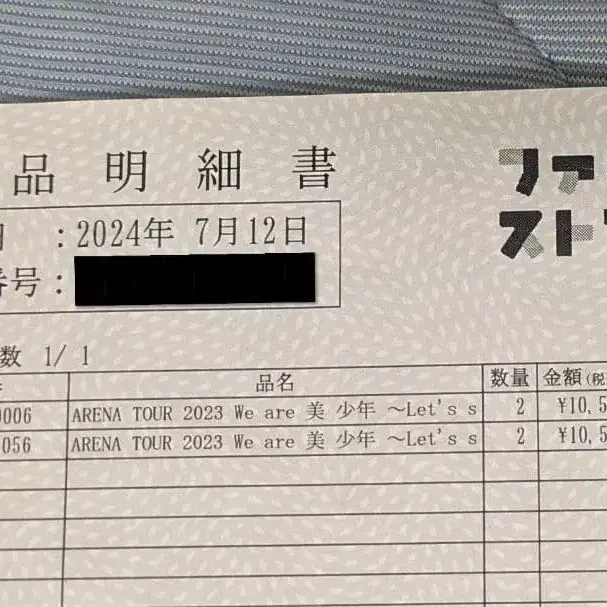 品 明 細 書
ファ
スト
:2024年 7月12日
番号:
数 1/ 1
品名 数量 金額(税
0006 ARENA TOUR 2023 We are 美 少年 ～Let's s 2 ¥10,5
056 ARENA TOUR 2023 We are 美 少年 ～Let's s 2 ¥10,5